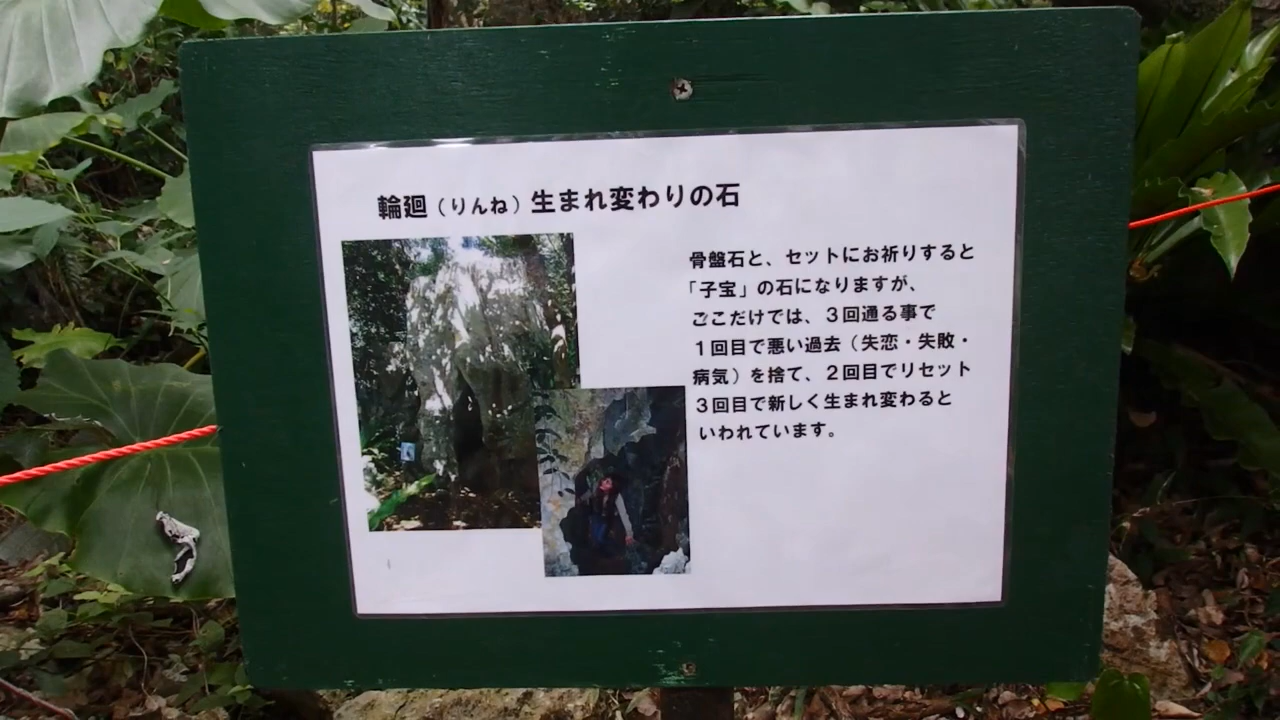 輪廻（りんね）生まれ変わりの石
骨盤石と、セットにお祈りすると
「子宝」の石になりますが、
ごこだけでは、３回通る事で
１回目で悪い過去（失恋・失敗・
病気）を捨て、２回目でリセット
３回目で新しく生まれ変わると
いわれています。